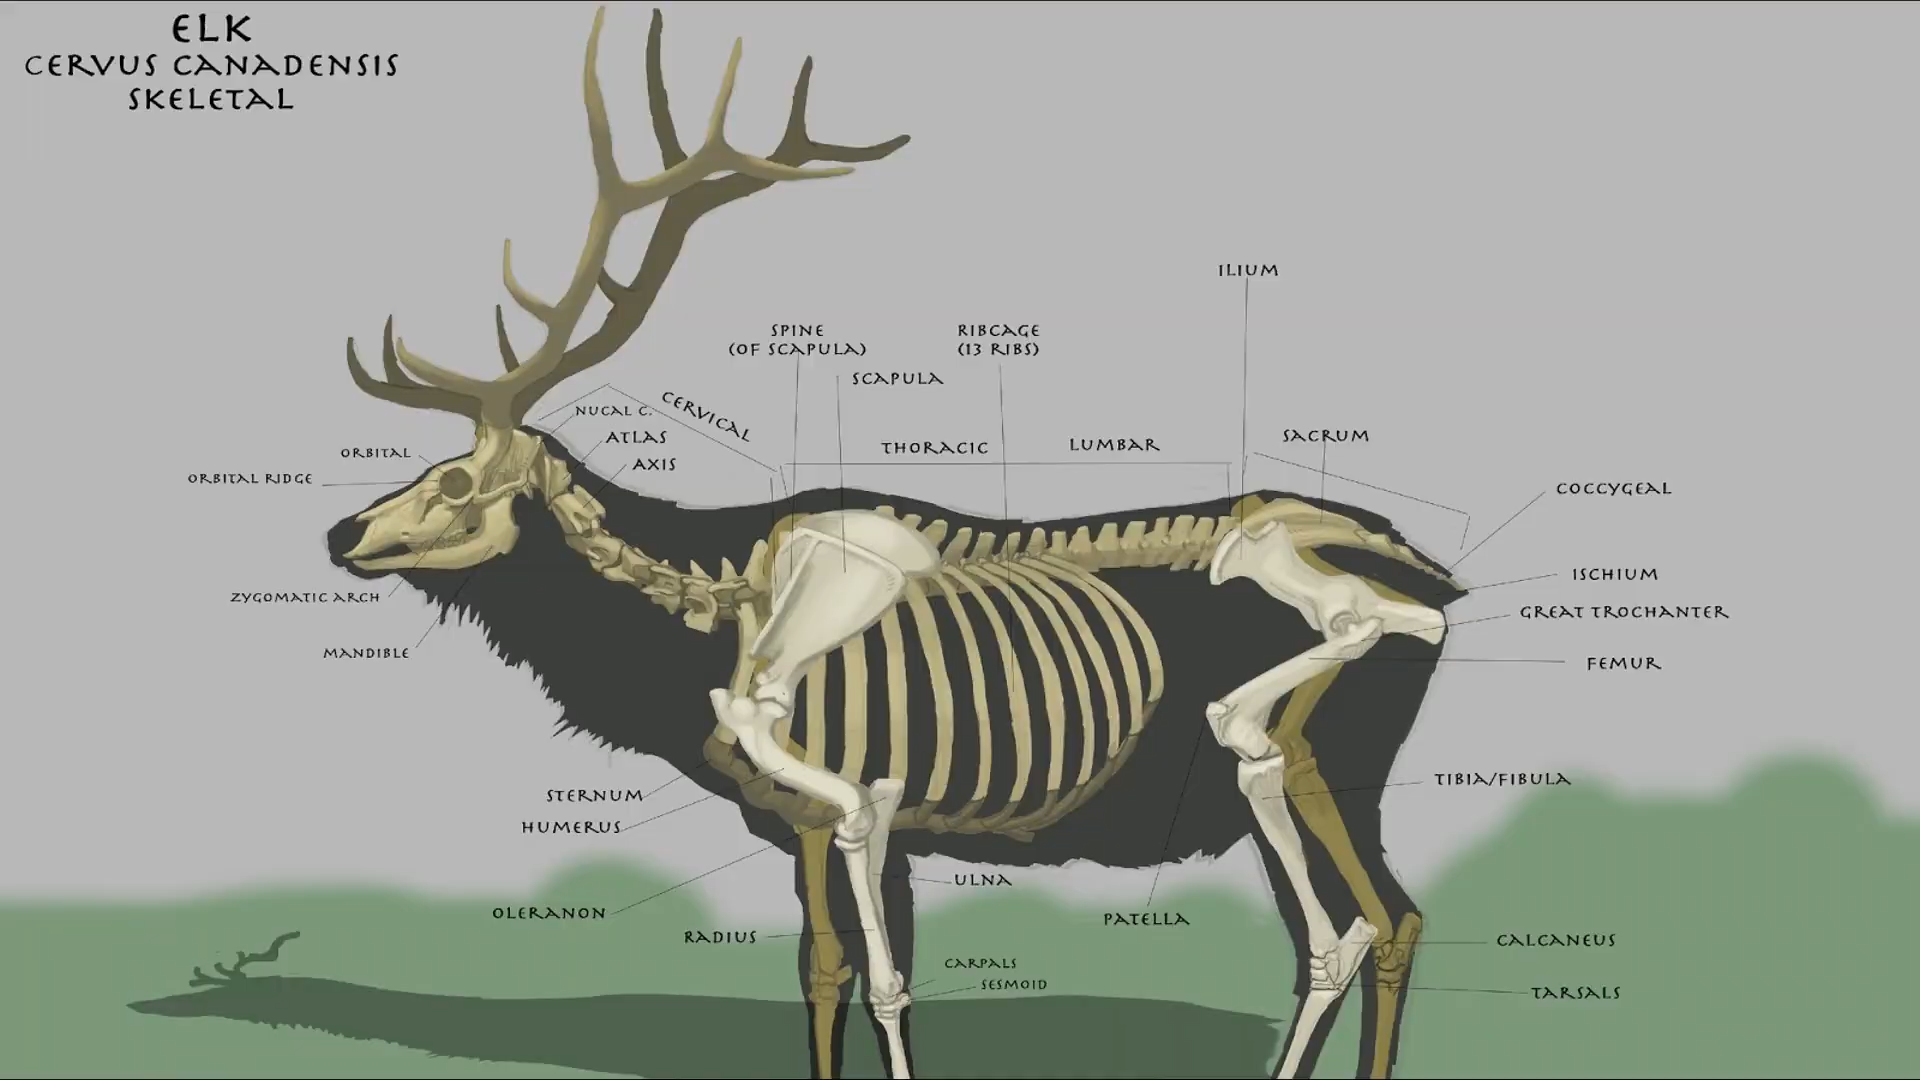 ELK
CERVUS CANADENSIS
SKELETAL
ILIUM
SPINE
(OF SCAPULA)
RIBCAGE
(13 RIBS)
SCAPULA
CERVICAL
NUCAL C.
ATLAS
AXIS
THORACIC
LUMBAR
SACRUM
ORBITAL
ORBITAL RIDGE
COCCYGEAL
ISCHIUM
ZYGOMATIC ARCH
GREAT TROCHANTER
MANDIBLE
FEMUR
STERNUM
TIBIA/FIBULA
HUMERUS
ULNA
OLERANON
PATELLA
RADIUS
CALCANEUS
CARPALS
SESMOID
TARSALS